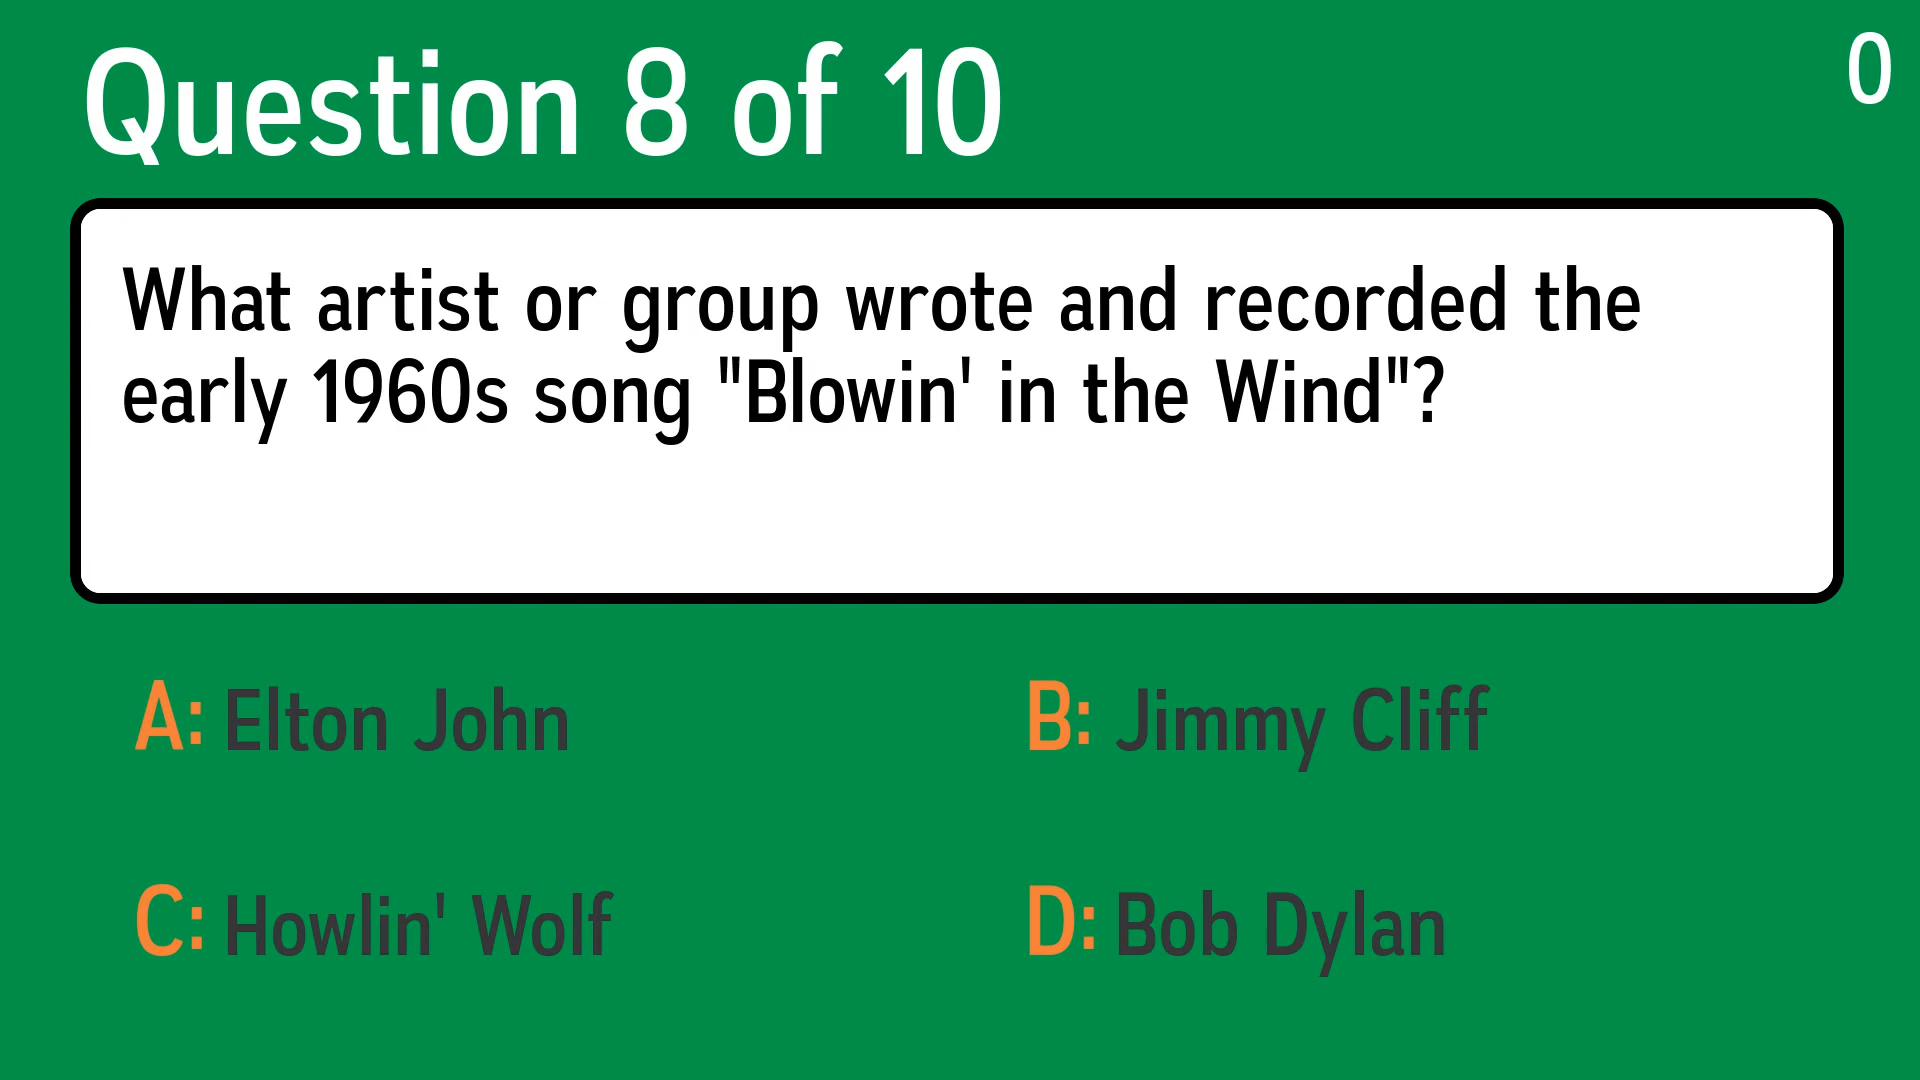 Question 8 of 10
0
What artist or group wrote and recorded the
early 1960s song "Blowin' in the Wind"?
A: Elton John
B: Jimmy Cliff
C: Howlin' Wolf
D: Bob Dylan